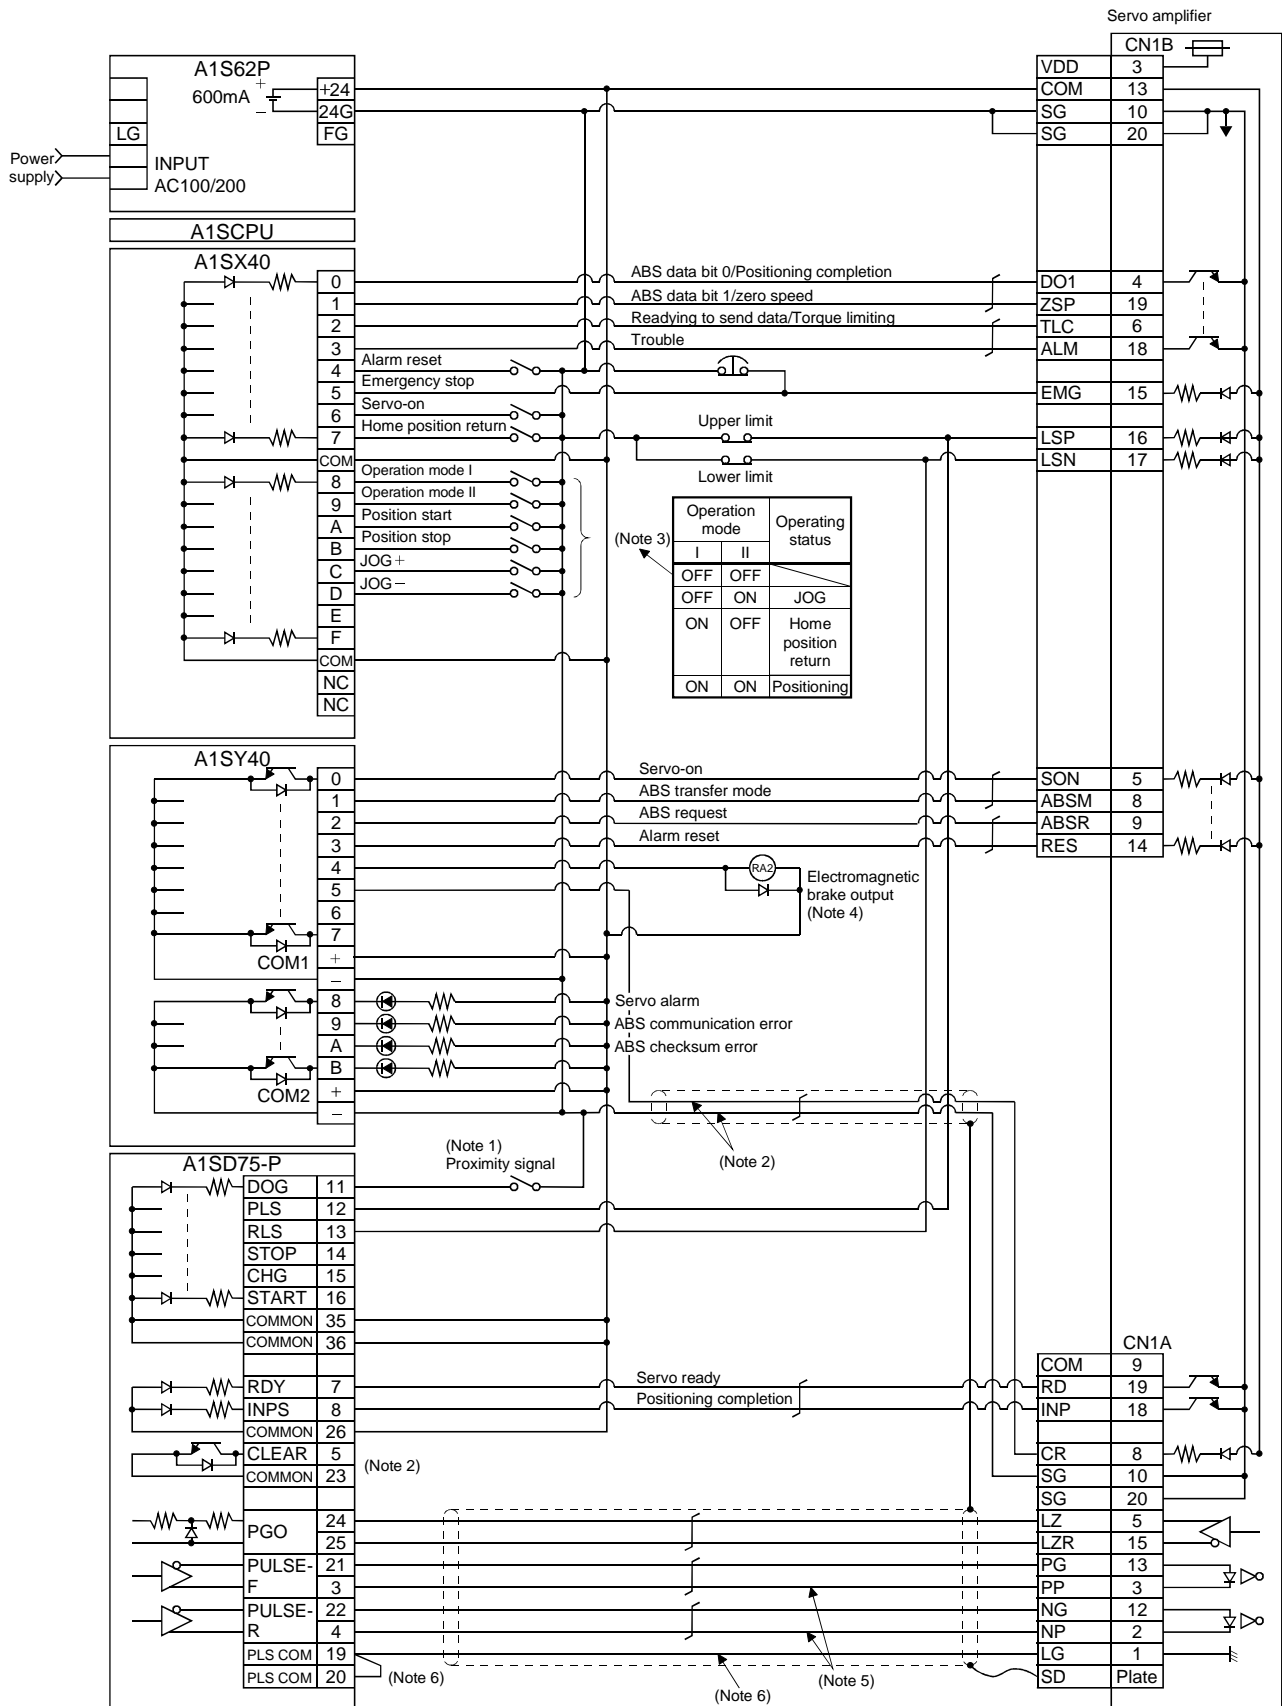 Servo amplifier
A1S62P
+
600mA
−
+24
24G
FG
LG
Power
supply
INPUT
AC100/200
CN1B
VDD 3
COM 13
SG 10
SG 20
A1SCPU
A1SX40
0
1
2
3
4
5
6
7
COM
8
9
A
B
C
D
E
F
COM
NC
NC
ABS data bit 0/Positioning completion
ABS data bit 1/zero speed
Readying to send data/Torque limiting
Trouble
Alarm reset
Emergency stop
Servo-on
Home position return
Upper limit
Lower limit
Operation mode I
Operation mode II
Position start
Position stop
JOG+
JOG−
DO1 4
ZSP 19
TLC 6
ALM 18
EMG 15
LSP 16
LSN 17
(Note 3)
Operation mode Operating status
I II
OFF OFF
OFF ON JOG
ON OFF Home position return
ON ON Positioning
A1SY40
0
1
2
3
4
5
6
7
COM1
+
−
8
9
A
B
COM2
+
−
Servo-on
ABS transfer mode
ABS request
Alarm reset
SON 5
ABSM 8
ABSR 9
RES 14
RA2
Electromagnetic
brake output
(Note 4)
Servo alarm
ABS communication error
ABS checksum error
(Note 2)
(Note 1)
Proximity signal
A1SD75-P
DOG 11
PLS 12
RLS 13
STOP 14
CHG 15
START 16
COMMON 35
COMMON 36
RDY 7
INPS 8
COMMON 26
CLEAR 5
COMMON 23
(Note 2)
PGO 24
25
PULSE-F 21
3
PULSE-R 22
4
PLS COM 19
PLS COM 20
(Note 6)
Servo ready
Positioning completion
CN1A
COM 9
RD 19
INP 18
CR 8
SG 10
SG 20
LZ 5
LZR 15
PG 13
PP 3
NG 12
NP 2
LG 1
SD Plate
(Note 5)
(Note 6)